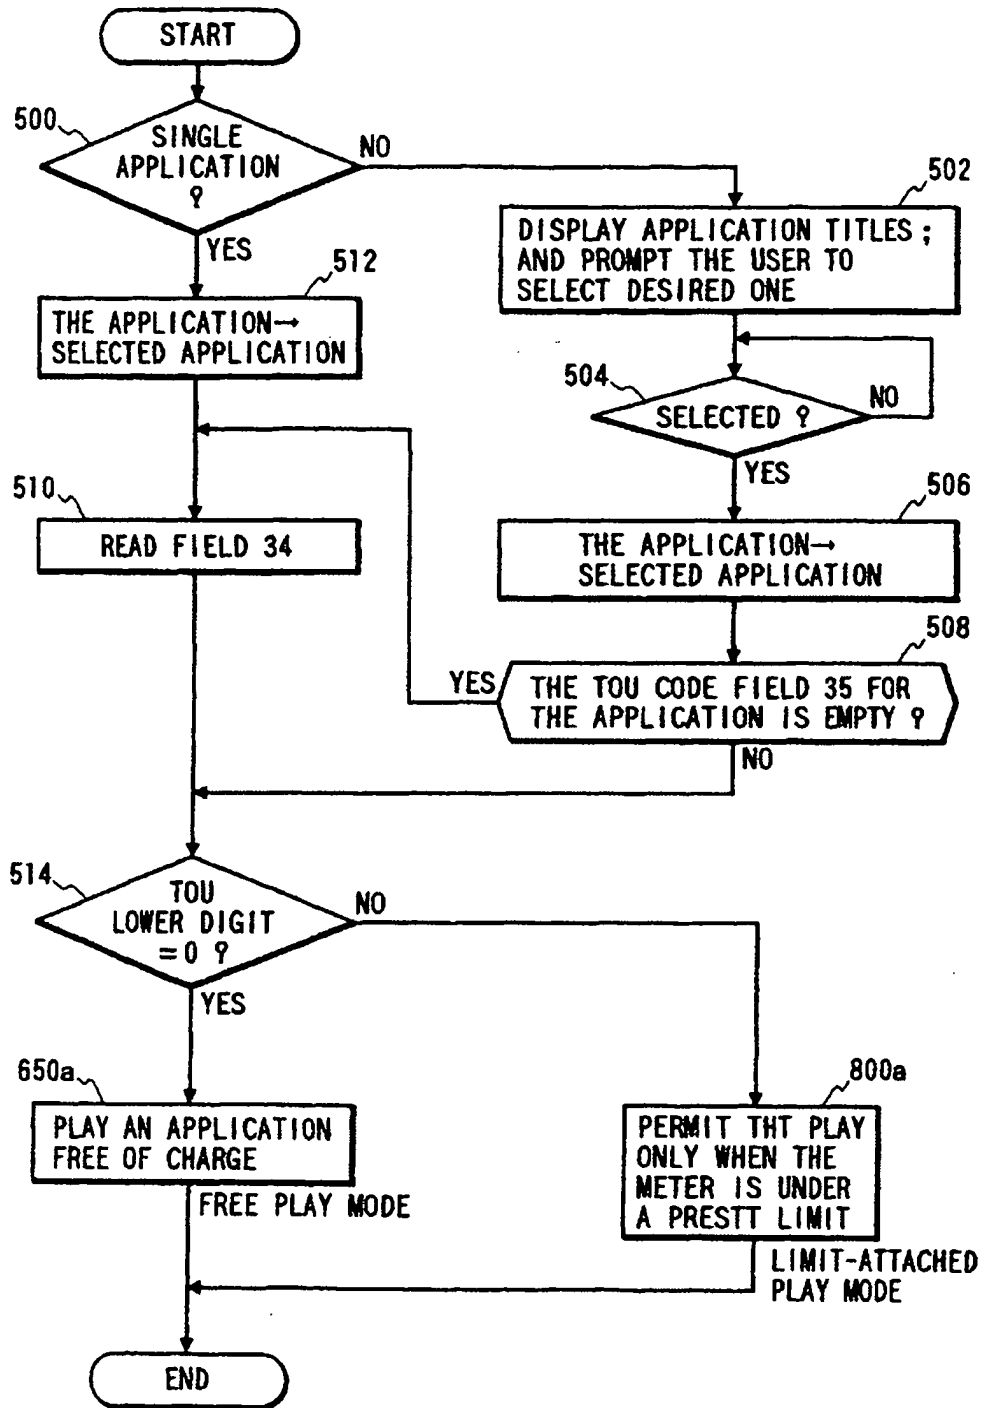 START
500
SINGLE
APPLICATION
?
NO
YES
502
DISPLAY APPLICATION TITLES;
AND PROMPT THE USER TO
SELECT DESIRED ONE
512
THE APPLICATION→
SELECTED APPLICATION
504
SELECTED ?
NO
YES
510
READ FIELD 34
506
THE APPLICATION→
SELECTED APPLICATION
508
THE TOU CODE FIELD 35 FOR
THE APPLICATION IS EMPTY ?
YES
NO
514
TOU
LOWER DIGIT
=0 ?
NO
YES
650a
PLAY AN APPLICATION
FREE OF CHARGE
FREE PLAY MODE
800a
PERMIT THT PLAY
ONLY WHEN THE
METER IS UNDER
A PRESTT LIMIT
LIMIT-ATTACHED
PLAY MODE
END